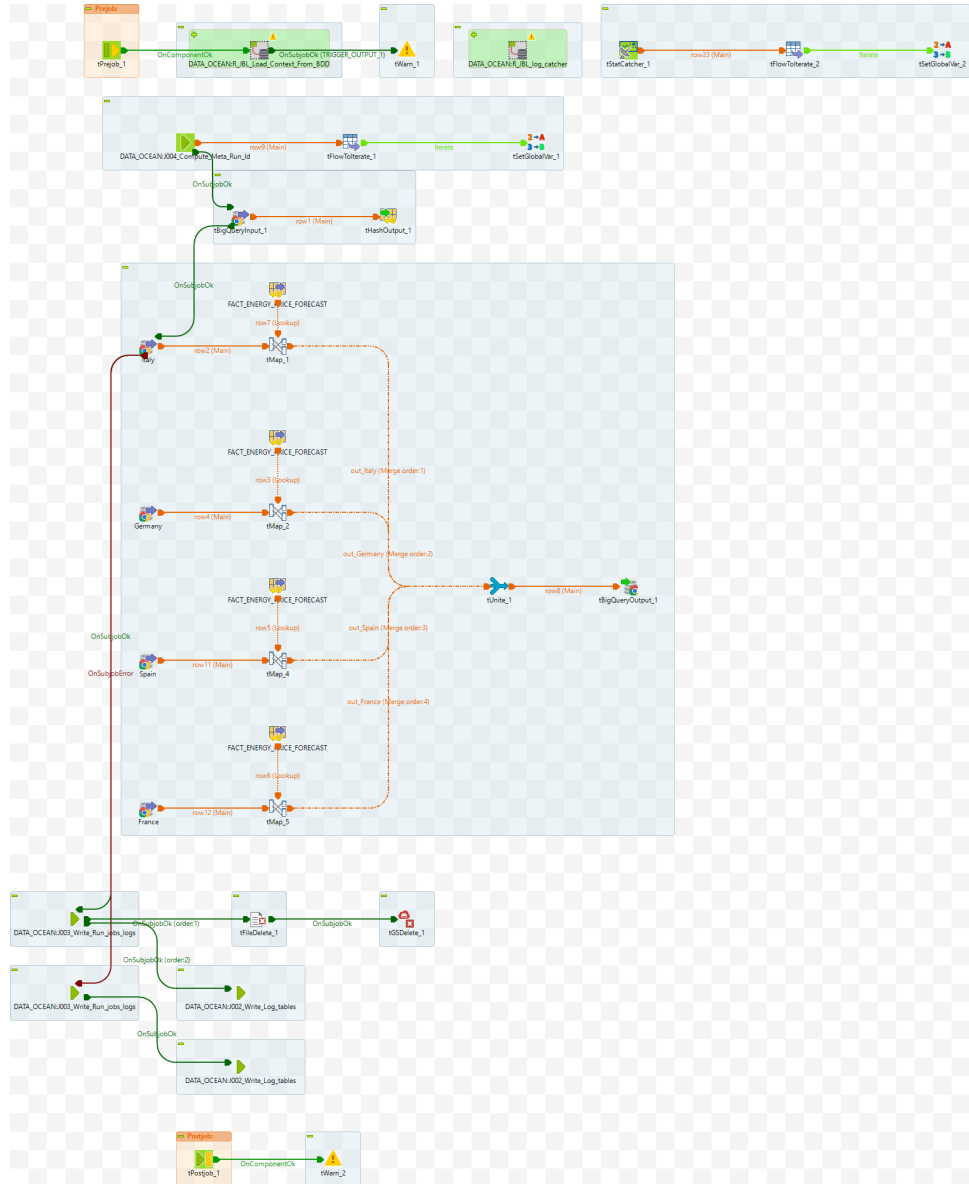 Prejob:
tPrejob_1
OnComponentOk
DATA_OCEAN:R_JBL_Load_Context_From_BDD
OnSubjobOk (TRIGGER_OUTPUT_1)
tWarn_1
DATA_OCEAN:R_JBL_log_catcher
tStatCatcher_1
row23 (Main)
tFlowToIterate_2
Iterate
tSetGlobalVar_2
DATA_OCEAN:J004_Compute_Meta_Run_Id
row9 (Main)
tFlowToIterate_1
Iterate
tSetGlobalVar_1
OnSubjobOk
tBigQueryInput_1
row1 (Main)
tHashOutput_1
OnSubjobOk
FACT_ENERGY_PRICE_FORECAST
row7 (Lookup)
Italy
row2 (Main)
tMap_1
FACT_ENERGY_PRICE_FORECAST
out_Italy (Merge order:1)
row3 (Lookup)
Germany
row4 (Main)
tMap_2
out_Germany (Merge order:2)
FACT_ENERGY_PRICE_FORECAST
tUnite_1
row8 (Main)
tBigQueryOutput_1
row5 (Lookup)
out_Spain (Merge order:3)
OnSubjobOk
OnSubjobError
Spain
row11 (Main)
tMap_4
out_France (Merge order:4)
FACT_ENERGY_PRICE_FORECAST
row6 (Lookup)
France
row12 (Main)
tMap_5
DATA_OCEAN:J003_Write_Run_jobs_logs
OnSubjobOk (order:1)
tFileDelete_1
OnSubjobOk
tGSDelete_1
OnSubjobOk (order:2)
DATA_OCEAN:J003_Write_Run_jobs_logs
DATA_OCEAN:J002_Write_Log_tables
OnSubjobOk
DATA_OCEAN:J002_Write_Log_tables
Postjob:
tPostjob_1
OnComponentOk
tWarn_2